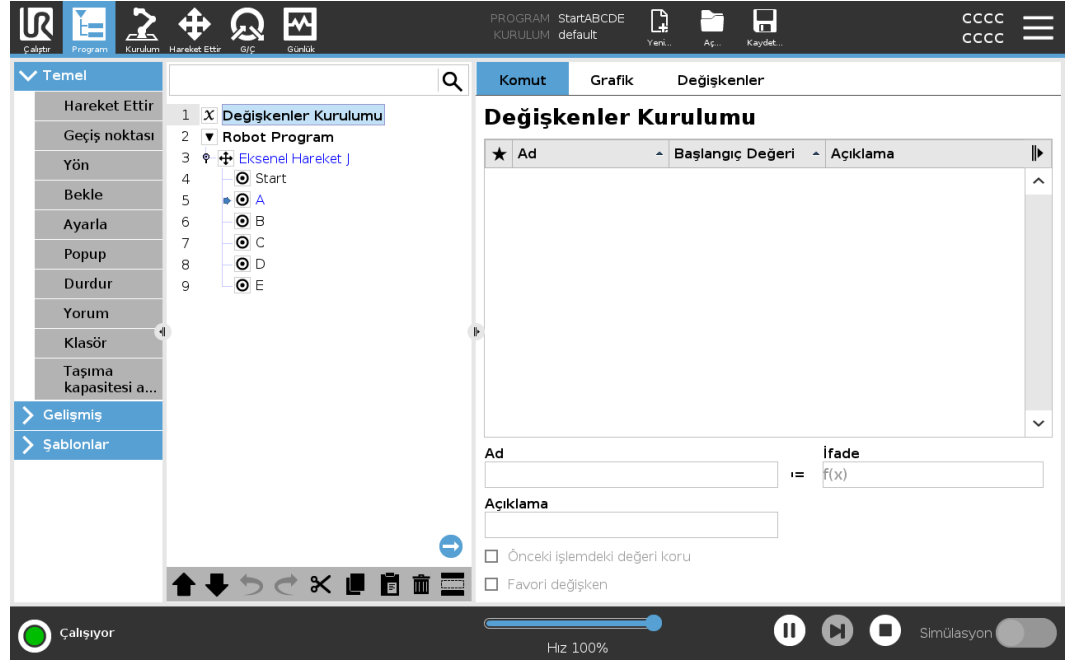 PROGRAM StartABCDE
KURULUM default
Çalıştır
Program
Kurulum
Hareket Ettir
G/Ç
Günlük
Yeni...
Aç...
Kaydet...
CCCC
CCCC
Temel
Hareket Ettir
Geçiş noktası
Yön
Bekle
Ayarla
Popup
Durdur
Yorum
Klasör
Taşıma
kapasitesi a...
Gelişmiş
Şablonlar
1 X Değişkenler Kurulumu
2 Robot Program
3 Eksenel Hareket J
4 Start
5 A
6 B
7 C
8 D
9 E
Komut Grafik Değişkenler
Değişkenler Kurulumu
Ad Başlangıç Değeri Açıklama
Ad İfade
:= f(x)
Açıklama
Önceki işlemdeki değeri koru
Favori değişken
Çalışıyor
Hız 100%
Simülasyon